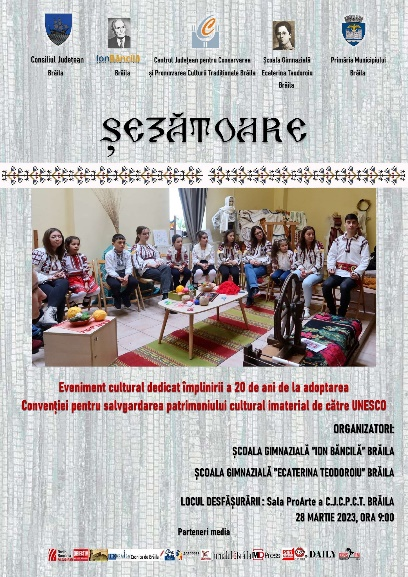 Consiliul Județean
Brăila
Ion BĂNCILĂ
Brăila
Centrul Județean pentru Conservarea
și Promovarea Culturii Tradiționale Brăila
Școala Gimnazială
Ecaterina Teodoroiu
Brăila
Primăria Municipiului
Brăila
ȘEZĂTOARE
Eveniment cultural dedicat împlinirii a 20 de ani de la adoptarea
Convenției pentru salvgardarea patrimoniului cultural imaterial de către UNESCO
ORGANIZATORI:
ȘCOALA GIMNAZIALĂ "ION BĂNCILĂ" BRĂILA
ȘCOALA GIMNAZIALĂ "ECATERINA TEODOROIU" BRĂILA
LOCUL DESFĂȘURĂRII: Sala ProArte a C.J.C.P.C.T. BRĂILA
28 MARTIE 2023, ORA 9:00
Parteneri media
DAILY